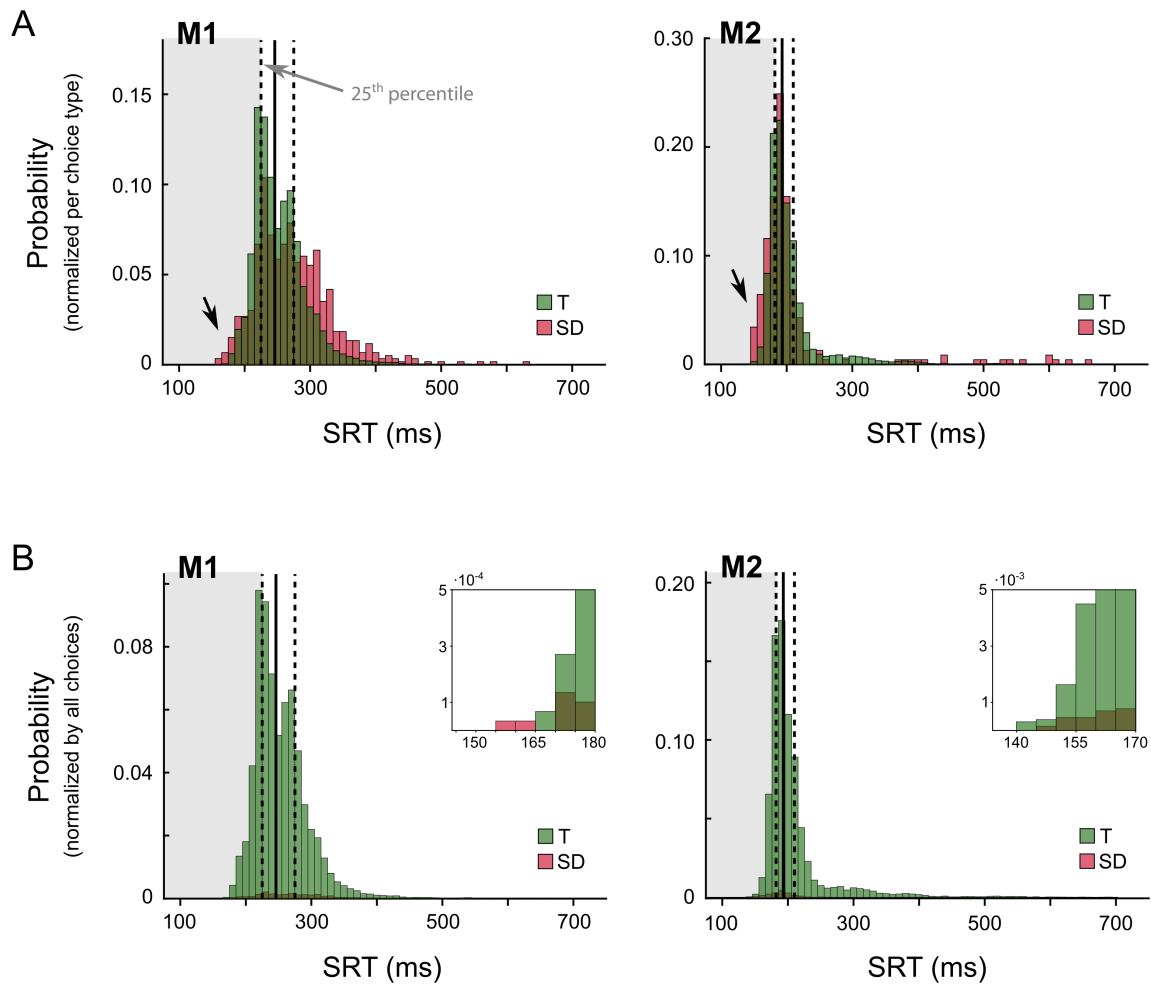 A
M1
M2
Probability
(normalized per choice type)
0.15
0.10
0.05
0
25th percentile
T
SD
100
300
500
700
SRT (ms)
0.30
0.20
0.10
0
T
SD
100
300
500
700
SRT (ms)
B
M1
M2
Probability
(normalized by all choices)
0.08
0.04
0
·10-4
5
3
1
150
165
180
T
SD
100
300
500
700
SRT (ms)
0.20
0.10
0
·10-3
5
3
1
140
155
170
T
SD
100
300
500
700
SRT (ms)